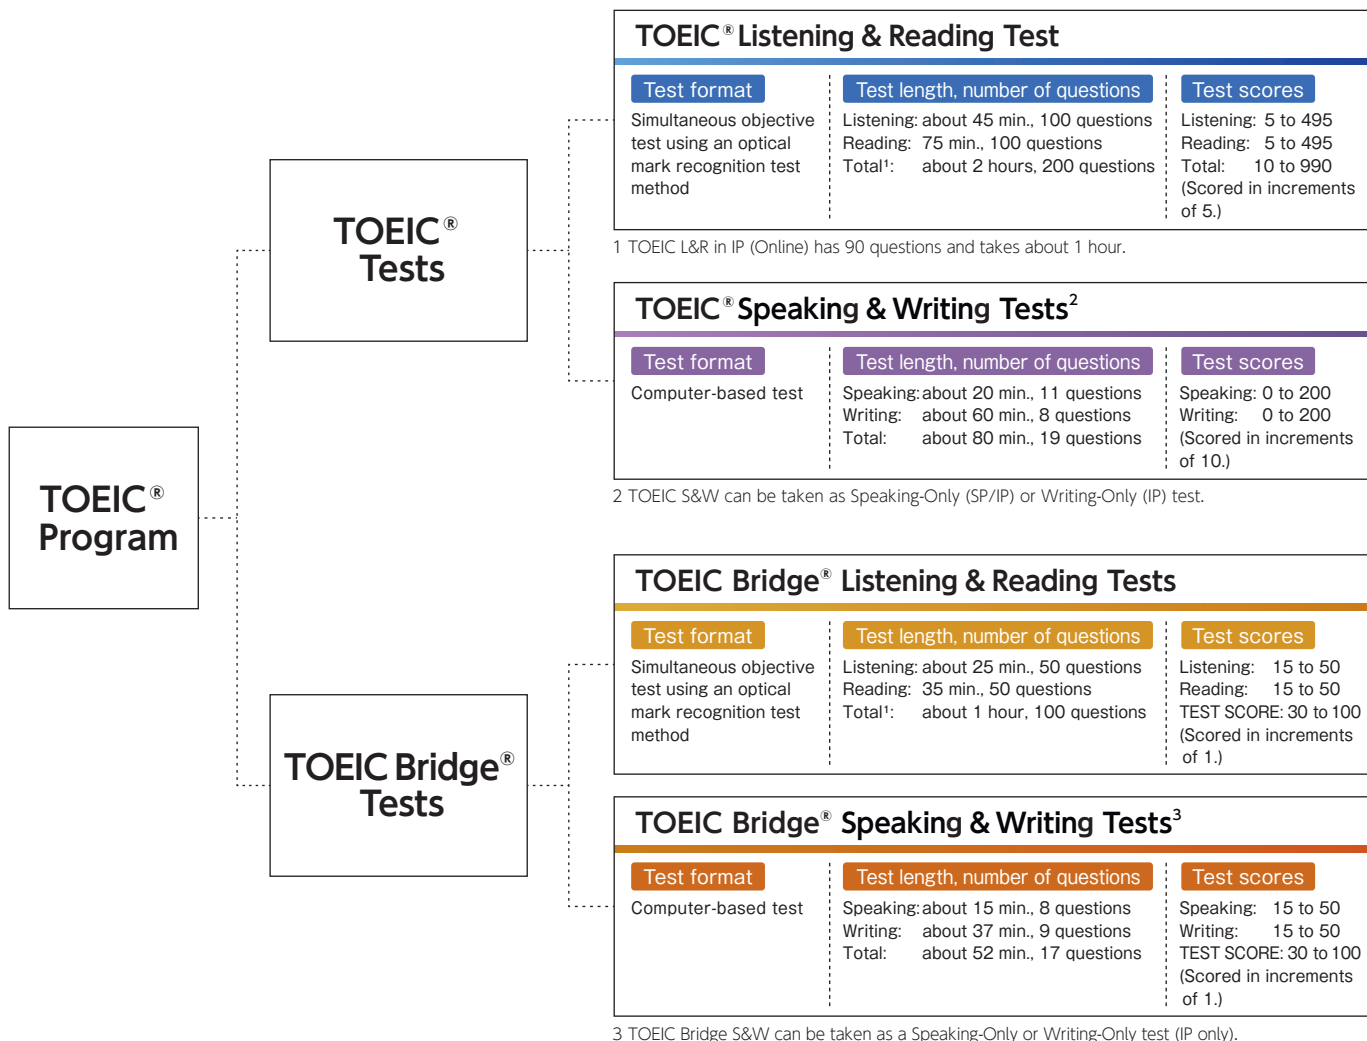 TOEIC® Program
TOEIC® Tests
TOEIC® Listening & Reading Test
Test format
Simultaneous objective
test using an optical
mark recognition test
method
Test length, number of questions
Listening: about 45 min., 100 questions
Reading: 75 min., 100 questions
Total¹: about 2 hours, 200 questions
Test scores
Listening: 5 to 495
Reading: 5 to 495
Total: 10 to 990
(Scored in increments
of 5.)
1 TOEIC L&R in IP (Online) has 90 questions and takes about 1 hour.
TOEIC® Speaking & Writing Tests²
Test format
Computer-based test
Test length, number of questions
Speaking: about 20 min., 11 questions
Writing: about 60 min., 8 questions
Total: about 80 min., 19 questions
Test scores
Speaking: 0 to 200
Writing: 0 to 200
(Scored in increments
of 10.)
2 TOEIC S&W can be taken as Speaking-Only (SP/IP) or Writing-Only (IP) test.
TOEIC Bridge® Tests
TOEIC Bridge® Listening & Reading Tests
Test format
Simultaneous objective
test using an optical
mark recognition test
method
Test length, number of questions
Listening: about 25 min., 50 questions
Reading: 35 min., 50 questions
Total¹: about 1 hour, 100 questions
Test scores
Listening: 15 to 50
Reading: 15 to 50
TEST SCORE: 30 to 100
(Scored in increments
of 1.)
TOEIC Bridge® Speaking & Writing Tests³
Test format
Computer-based test
Test length, number of questions
Speaking: about 15 min., 8 questions
Writing: about 37 min., 9 questions
Total: about 52 min., 17 questions
Test scores
Speaking: 15 to 50
Writing: 15 to 50
TEST SCORE: 30 to 100
(Scored in increments
of 1.)
3 TOEIC Bridge S&W can be taken as a Speaking-Only or Writing-Only test (IP only).